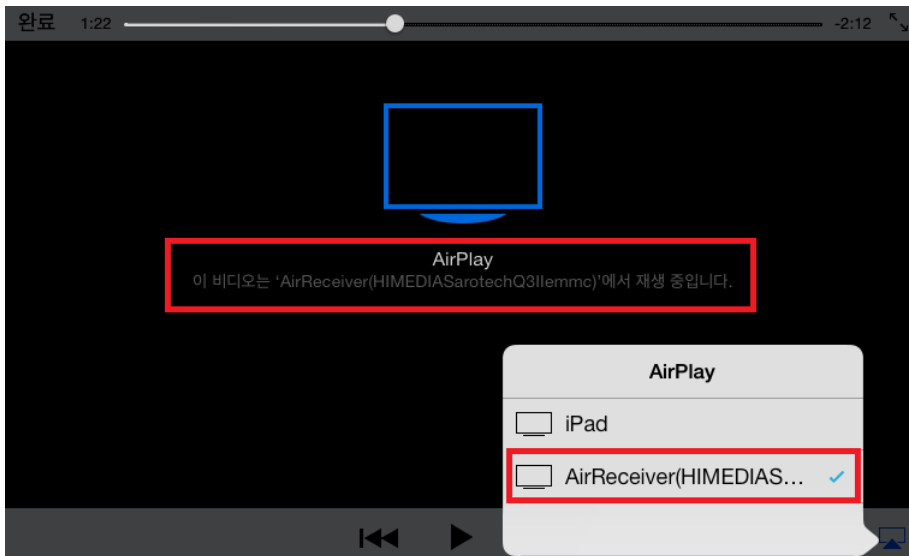 완료 1:22 -2:12
AirPlay
이 비디오는 ‘AirReceiver(HIMEDIASarotechQ3IIemmc)’에서 재생 중입니다.
AirPlay
iPad
AirReceiver(HIMEDIAS...